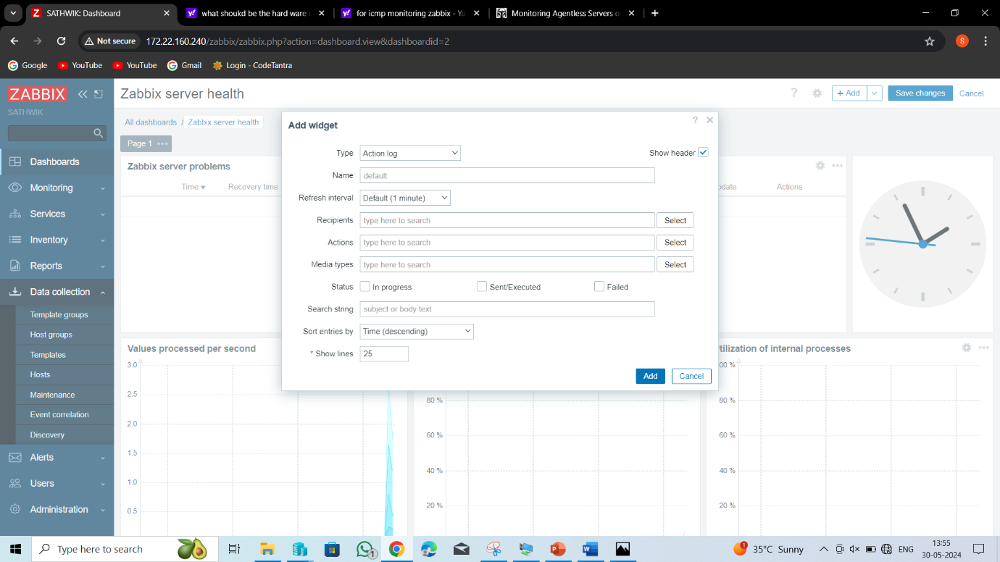 SATHWIK: Dashboard
what shoukd be the hard ware
for icmp monitoring zabbix - Ya
Monitoring Agentless Servers o
Not secure
172.22.160.240/zabbix/zabbix.php?action=dashboard.view&dashboardid=2
S
Google
YouTube
YouTube
Gmail
Login - CodeTantra
ZABBIX
SATHWIK
Dashboards
Monitoring
Services
Inventory
Reports
Data collection
Template groups
Host groups
Templates
Hosts
Maintenance
Event correlation
Discovery
Alerts
Users
Administration
Zabbix server health
?
+ Add
Save changes
Cancel
All dashboards / Zabbix server health
Page 1
Zabbix server problems
Time ▼
Recovery time
pdate
Actions
Add widget
?
Type Action log
Show header
Name default
Refresh interval Default (1 minute)
Recipients type here to search Select
Actions type here to search Select
Media types type here to search Select
Status In progress Sent/Executed Failed
Search string subject or body text
Sort entries by Time (descending)
* Show lines 25
Add
Cancel
Values processed per second
3.0
2.5
2.0
1.5
1.0
0.5
80 %
60 %
40 %
20 %
tilization of internal processes
00 %
80 %
60 %
40 %
20 %
Type here to search
1
1
35°C Sunny
ENG
13:55
30-05-2024